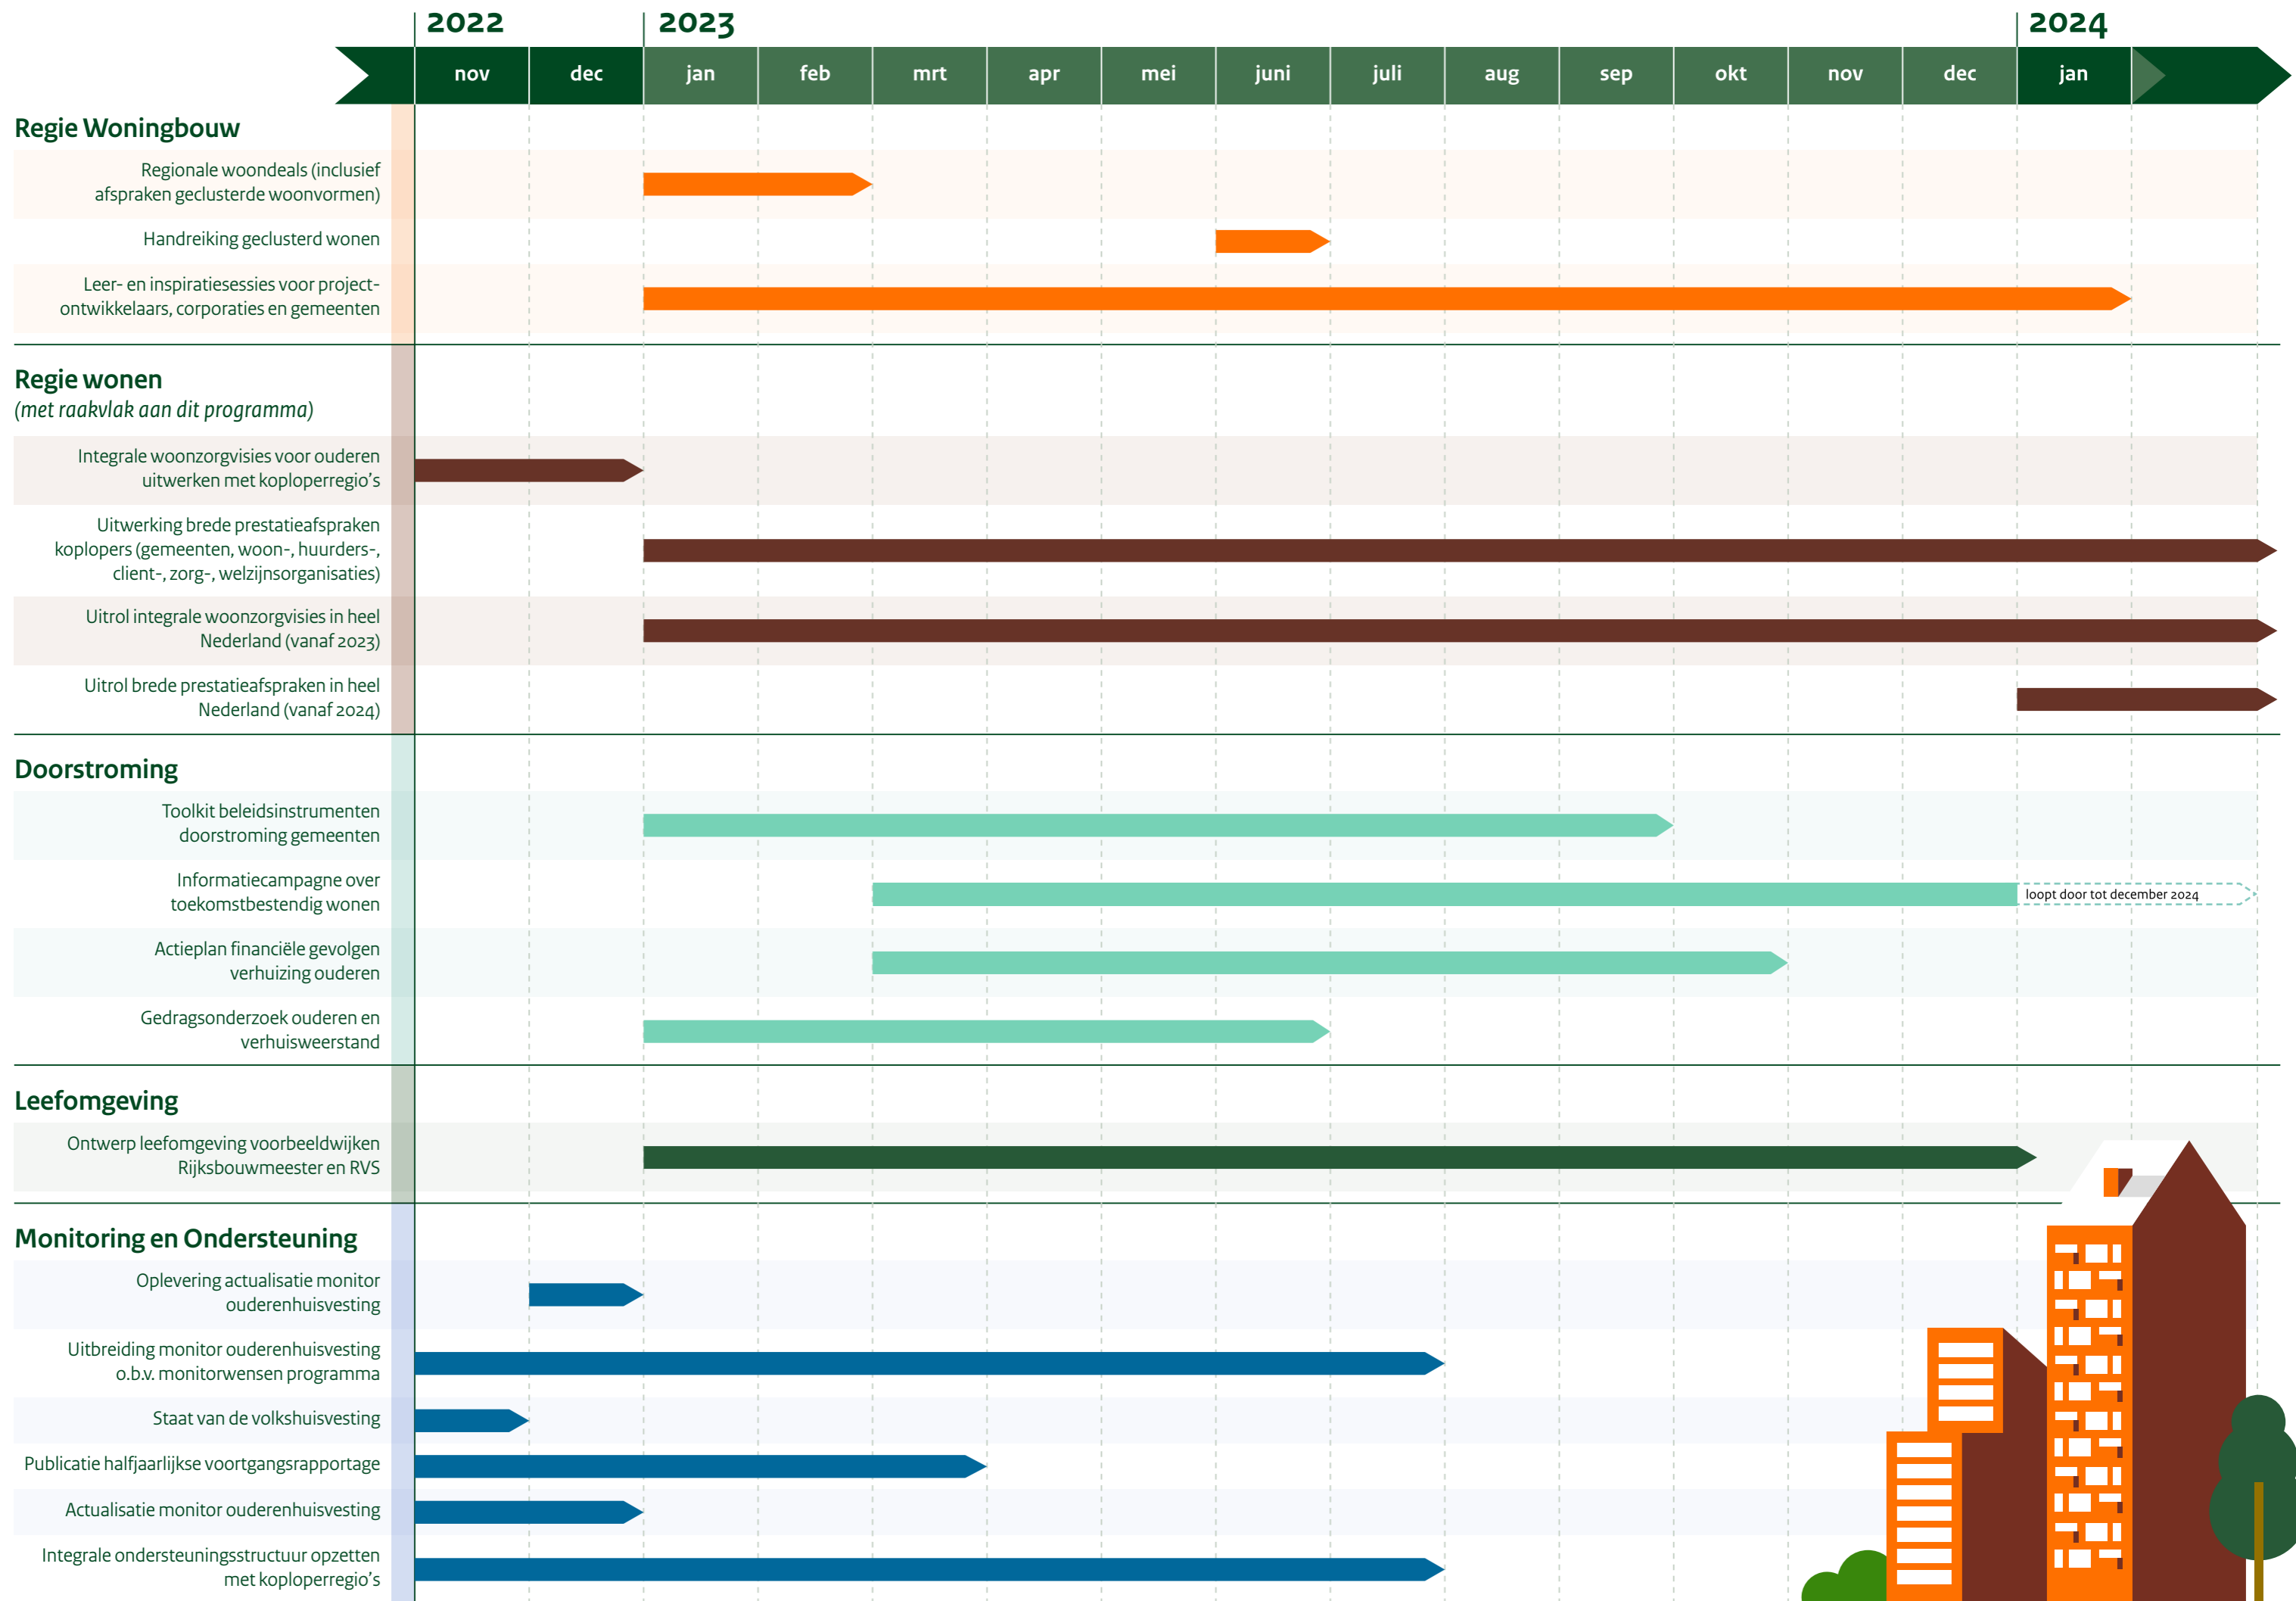 2022
2023
2024
nov
dec
jan
feb
mrt
apr
mei
juni
juli
aug
sep
okt
nov
dec
jan
Regie Woningbouw
Regionale woondeals (inclusief
afspraken geclusterde woonvormen)
Handreiking geclusterd wonen
Leer- en inspiratiesessies voor project-
ontwikkelaars, corporaties en gemeenten
Regie wonen
(met raakvlak aan dit programma)
Integrale woonzorgvisies voor ouderen
uitwerken met koploperregio's
Uitwerking brede prestatieafspraken
koplopers (gemeenten, woon-, huurders-,
client-, zorg-, welzijnsorganisaties)
Uitrol integrale woonzorgvisies in heel
Nederland (vanaf 2023)
Uitrol brede prestatieafspraken in heel
Nederland (vanaf 2024)
Doorstroming
Toolkit beleidsinstrumenten
doorstroming gemeenten
Informatiecampagne over
toekomstbestendig wonen
loopt door tot december 2024
Actieplan financiële gevolgen
verhuizing ouderen
Gedragsonderzoek ouderen en
verhuisweerstand
Leefomgeving
Ontwerp leefomgeving voorbeeldwijken
Rijksbouwmeester en RVS
Monitoring en Ondersteuning
Oplevering actualisatie monitor
ouderenhuisvesting
Uitbreiding monitor ouderenhuisvesting
o.b.v. monitorwensen programma
Staat van de volkshuisvesting
Publicatie halfjaarlijkse voortgangsrapportage
Actualisatie monitor ouderenhuisvesting
Integrale ondersteuningsstructuur opzetten
met koploperregio's